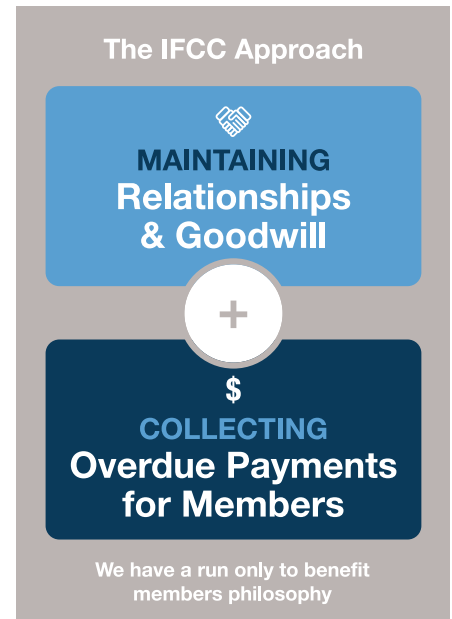 The IFCC Approach
MAINTAINING
Relationships
& Goodwill
+
$
COLLECTING
Overdue Payments
for Members
We have a run only to benefit
members philosophy